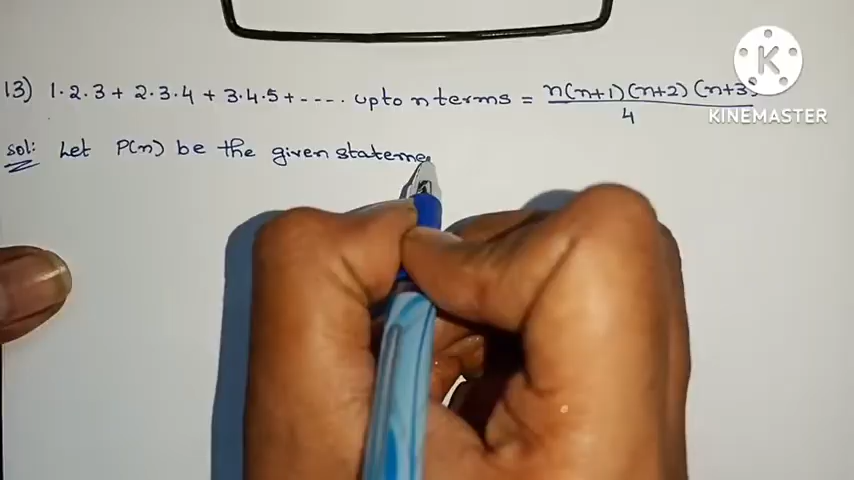 13) 1·2·3 + 2·3·4 + 3·4·5 + ---- upto n terms = n(n+1)(n+2)(n+3) / 4
K
KINEMASTER
sol: Let P(n) be the given stateme